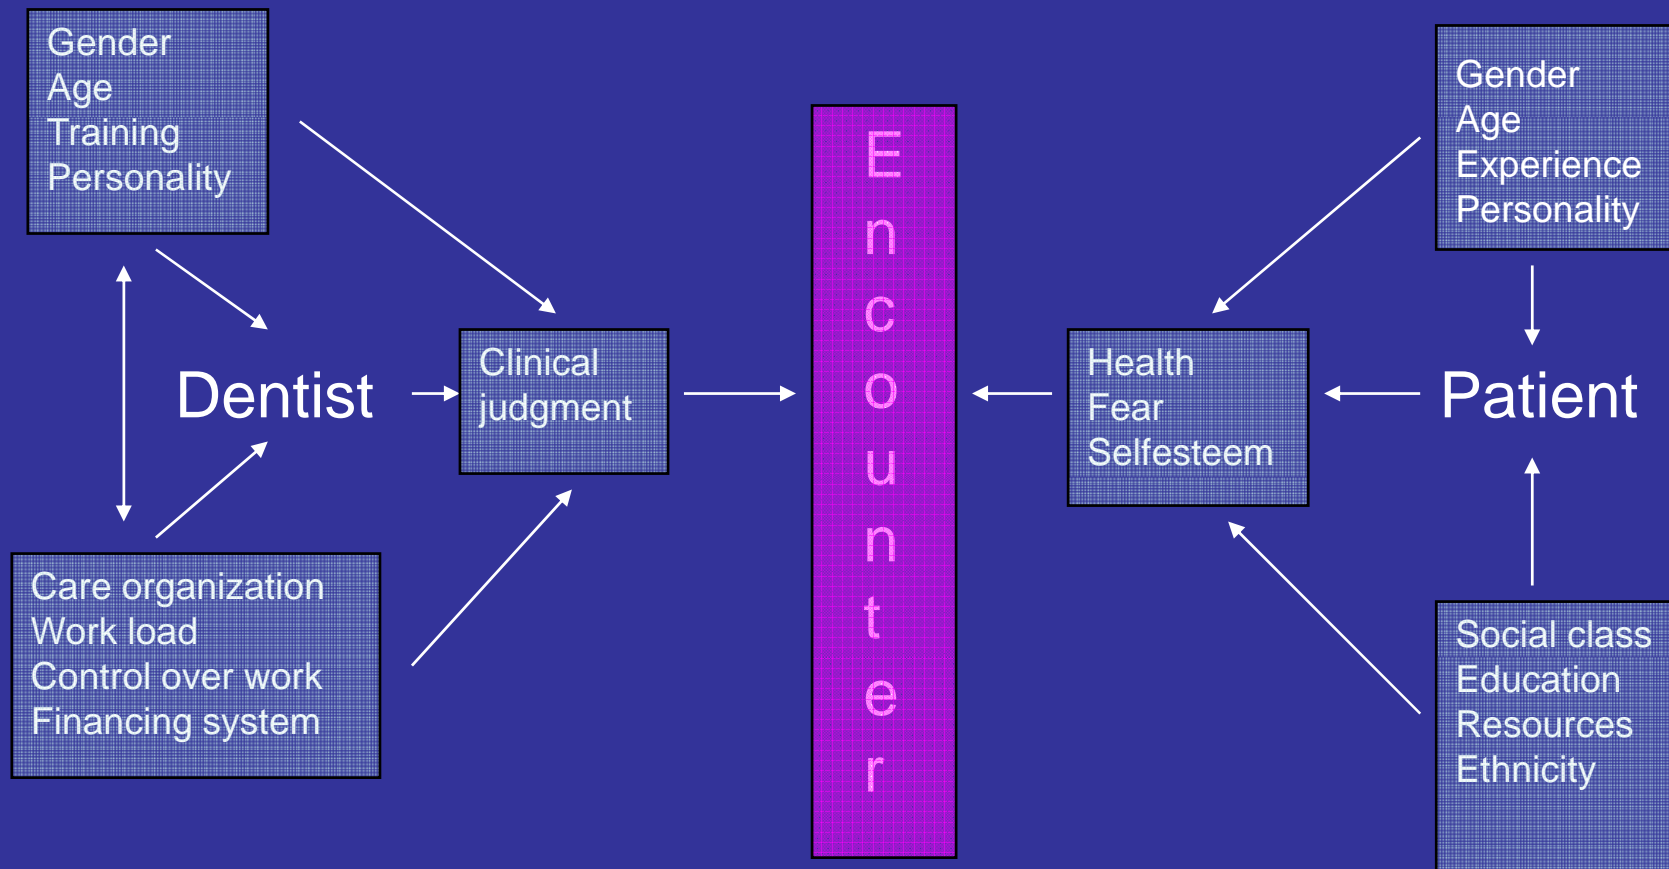 Gender
Age
Training
Personality
Dentist
Care organization
Work load
Control over work
Financing system
Clinical
judgment
E
n
c
o
u
n
t
e
r
Health
Fear
Selfesteem
Gender
Age
Experience
Personality
Patient
Social class
Education
Resources
Ethnicity